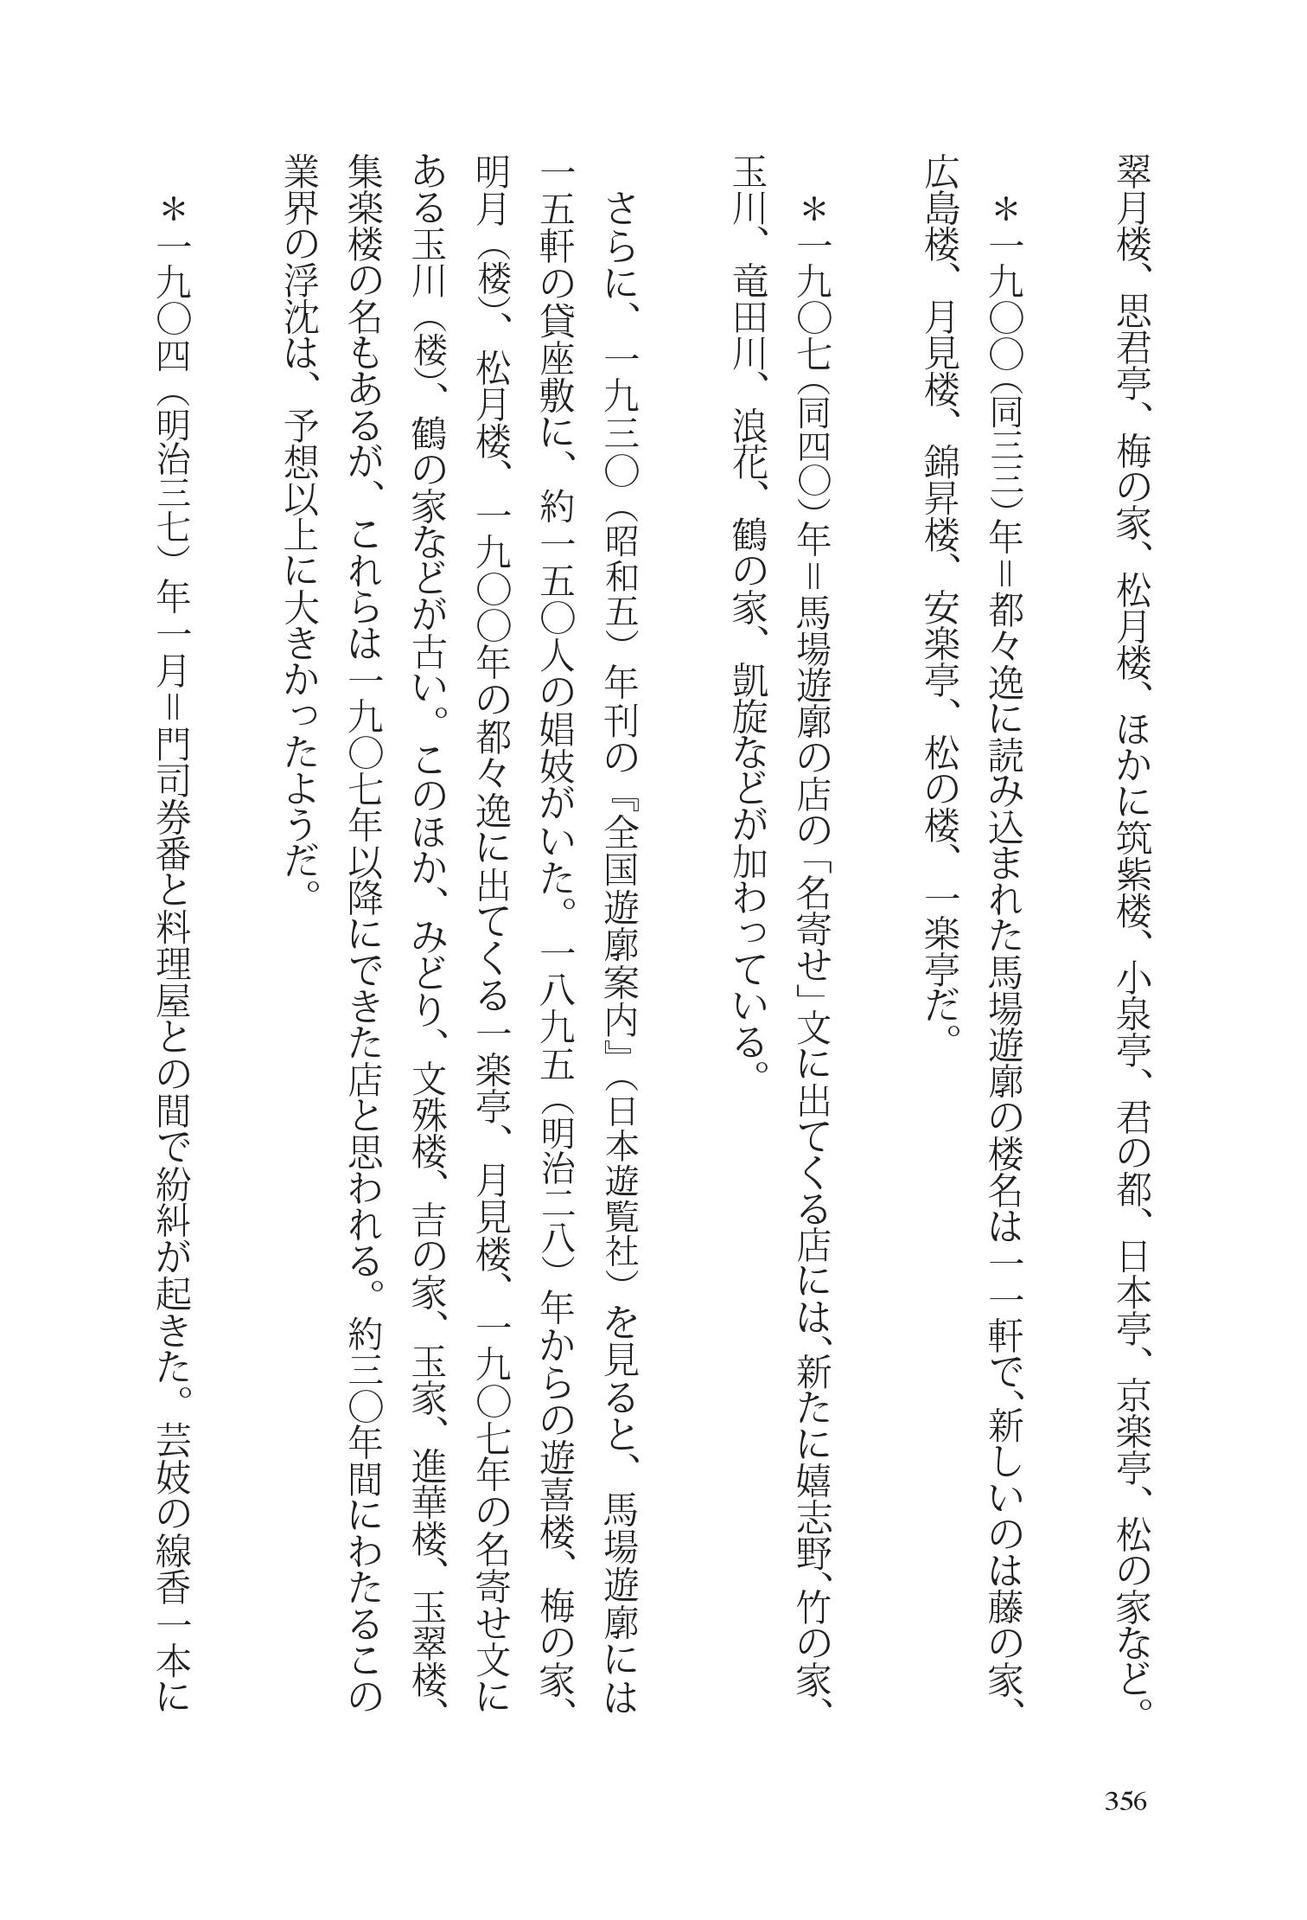 翠月楼、思君亭、梅の家、松月楼、ほかに筑紫楼、小泉亭、君の都、日本亭、京楽亭、松の家など。
＊一九〇〇（同三三）年＝都々逸に読み込まれた馬場遊廓の楼名は一一軒で、新しいのは藤の家、
広島楼、月見楼、錦昇楼、安楽亭、松の楼、一楽亭だ。
＊一九〇七（同四〇）年＝馬場遊廓の店の「名寄せ」文に出てくる店には、新たに嬉志野、竹の家、
玉川、竜田川、浪花、鶴の家、凱旋などが加わっている。
さらに、一九三〇（昭和五）年刊の『全国遊廓案内』（日本遊覧社）を見ると、馬場遊廓には
一五軒の貸座敷に、約一五〇人の娼妓がいた。一八九五（明治二八）年からの遊喜楼、梅の家、
明月（楼）、松月楼、一九〇〇年の都々逸に出てくる一楽亭、月見楼、一九〇七年の名寄せ文に
ある玉川（楼）、鶴の家などが古い。このほか、みどり、文殊楼、吉の家、玉家、進華楼、玉翠楼、
集楽楼の名もあるが、これらは一九〇七年以降にできた店と思われる。約三〇年間にわたるこの
業界の浮沈は、予想以上に大きかったようだ。
＊一九〇四（明治三七）年一月＝門司券番と料理屋との間で紛糾が起きた。芸妓の線香一本に
356